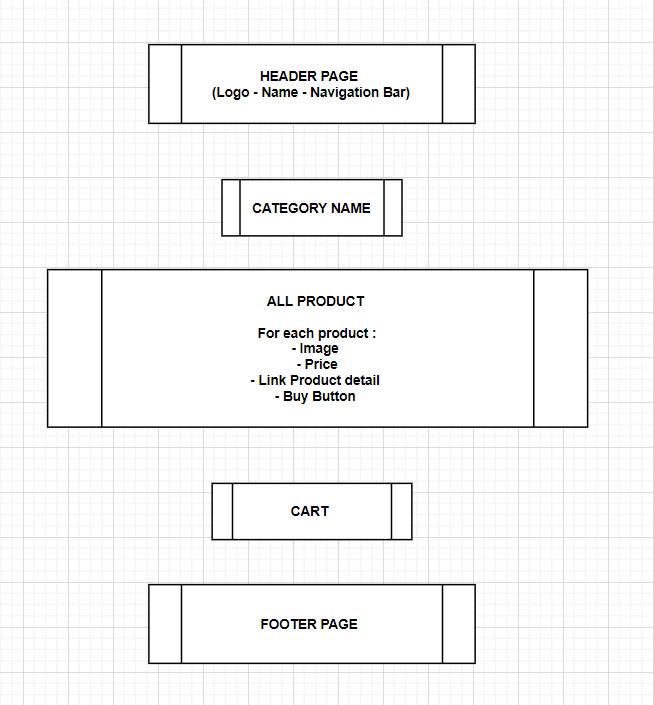 HEADER PAGE
(Logo - Name - Navigation Bar)
CATEGORY NAME
ALL PRODUCT
For each product :
- Image
- Price
- Link Product detail
- Buy Button
CART
FOOTER PAGE